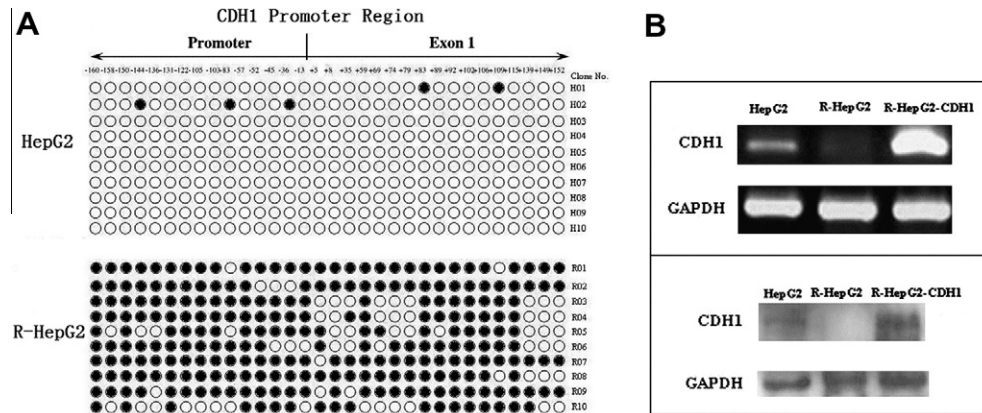 A
CDH1 Promoter Region
Promoter
Exon 1
-160 -158 -150 -144 -136 -131 -122 -105 -103 -83 -57 -52 -45 -36 -13 +5 +8 +35 +59 +69 +74 +79 +83 +89 +92 +102 +106 +109 +115 +139 +149 +152
Clone No.
H01
H02
H03
H04
HepG2
H05
H06
H07
H08
H09
H10
R01
R02
R03
R04
R-HepG2
R05
R06
R07
R08
R09
R10
B
HepG2 R-HepG2 R-HepG2-CDH1
CDH1
GAPDH
HepG2 R-HepG2 R-HepG2-CDH1
CDH1
GAPDH